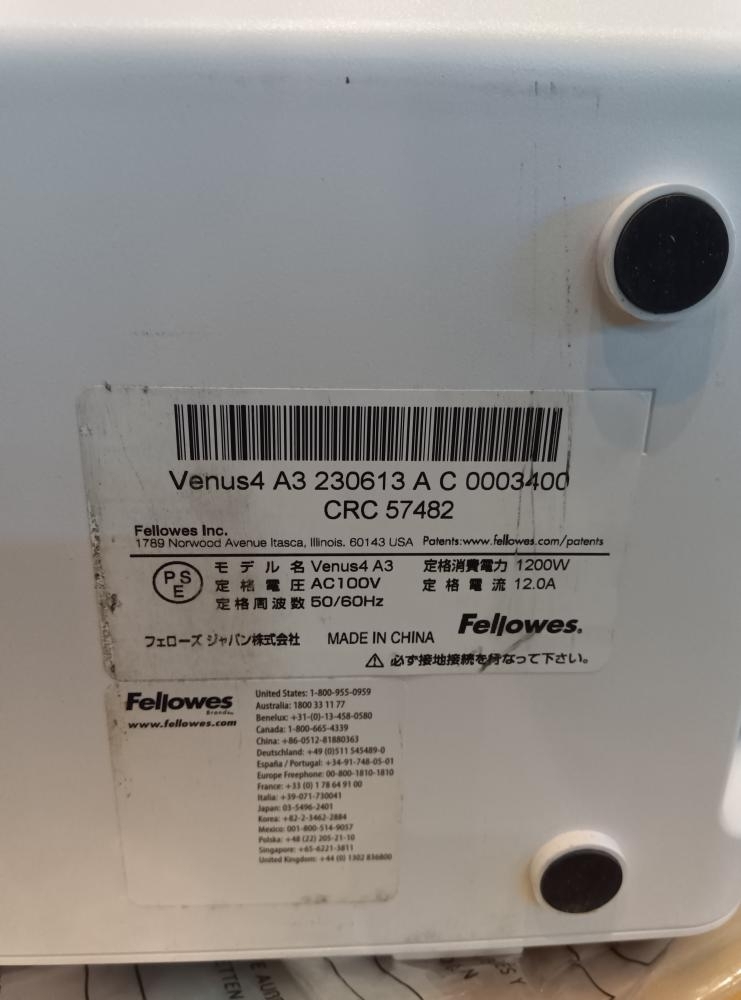 Venus4 A3 230613 A C 0003400
CRC 57482
Fellowes Inc.
1789 Norwood Avenue Itasca, Illinois. 60143 USA Patents:www.fellowes.com/patents
PSE
モデル名 Venus4 A3 定格消費電力 1200W
定格電圧 AC100V 定格電流 12.0A
定格周波数 50/60Hz
フェローズ ジャパン株式会社 MADE IN CHINA Fellowes.
⚠ 必ず接地接続を行なって下さい。
Fellowes
Brands
www.fellowes.com
United States: 1-800-955-0959
Australia: 1800 33 11 77
Benelux: +31-(0)-13-458-0580
Canada: 1-800-665-4339
China: +86-0512-81880363
Deutschland: +49 (0)511 545489-0
España / Portugal: +34-91-748-05-01
Europe Freephone: 00-800-1810-1810
France: +33 (0) 1 78 64 91 00
Italia: +39-071-730041
Japan: 03-5496-2401
Korea: +82-2-3462-2884
Mexico: 001-800-514-9057
Polska: +48 (22) 205-21-10
Singapore: +65-6221-3811
United Kingdom: +44 (0) 1302 836800